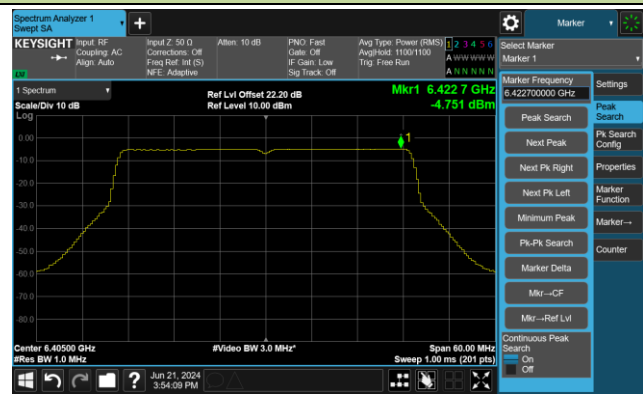 Spectrum Analyzer 1
Swept SA
+
Marker
KEYSIGHT
Input: RF
Coupling: AC
Align: Auto
Input Z: 50 Ω
Corrections: Off
Freq Ref: Int (S)
NFE: Adaptive
Atten: 10 dB
PNO: Fast
Gate: Off
IF Gain: Low
Sig Track: Off
Avg Type: Power (RMS)
Avg|Hold: 1100/1100
Trig: Free Run
1 2 3 4 5 6
A W W W W W
A N N N N N
LVI
Select Marker
Marker 1
1 Spectrum
Scale/Div 10 dB
Log
Ref Lvl Offset 22.20 dB
Ref Level 10.00 dBm
Mkr1 6.422 7 GHz
-4.751 dBm
1
0.00
-10.0
-20.0
-30.0
-40.0
-50.0
-60.0
-70.0
-80.0
Center 6.40500 GHz
#Res BW 1.0 MHz
#Video BW 3.0 MHz*
Span 60.00 MHz
Sweep 1.00 ms (201 pts)
Marker Frequency
6.422700000 GHz
Peak Search
Next Peak
Next Pk Right
Next Pk Left
Minimum Peak
Pk-Pk Search
Marker Delta
Mkr→CF
Mkr→Ref Lvl
Continuous Peak
Search
On
Off
Settings
Peak
Search
Pk Search
Config
Properties
Marker
Function
Marker→
Counter
?
Jun 21, 2024
3:54:09 PM